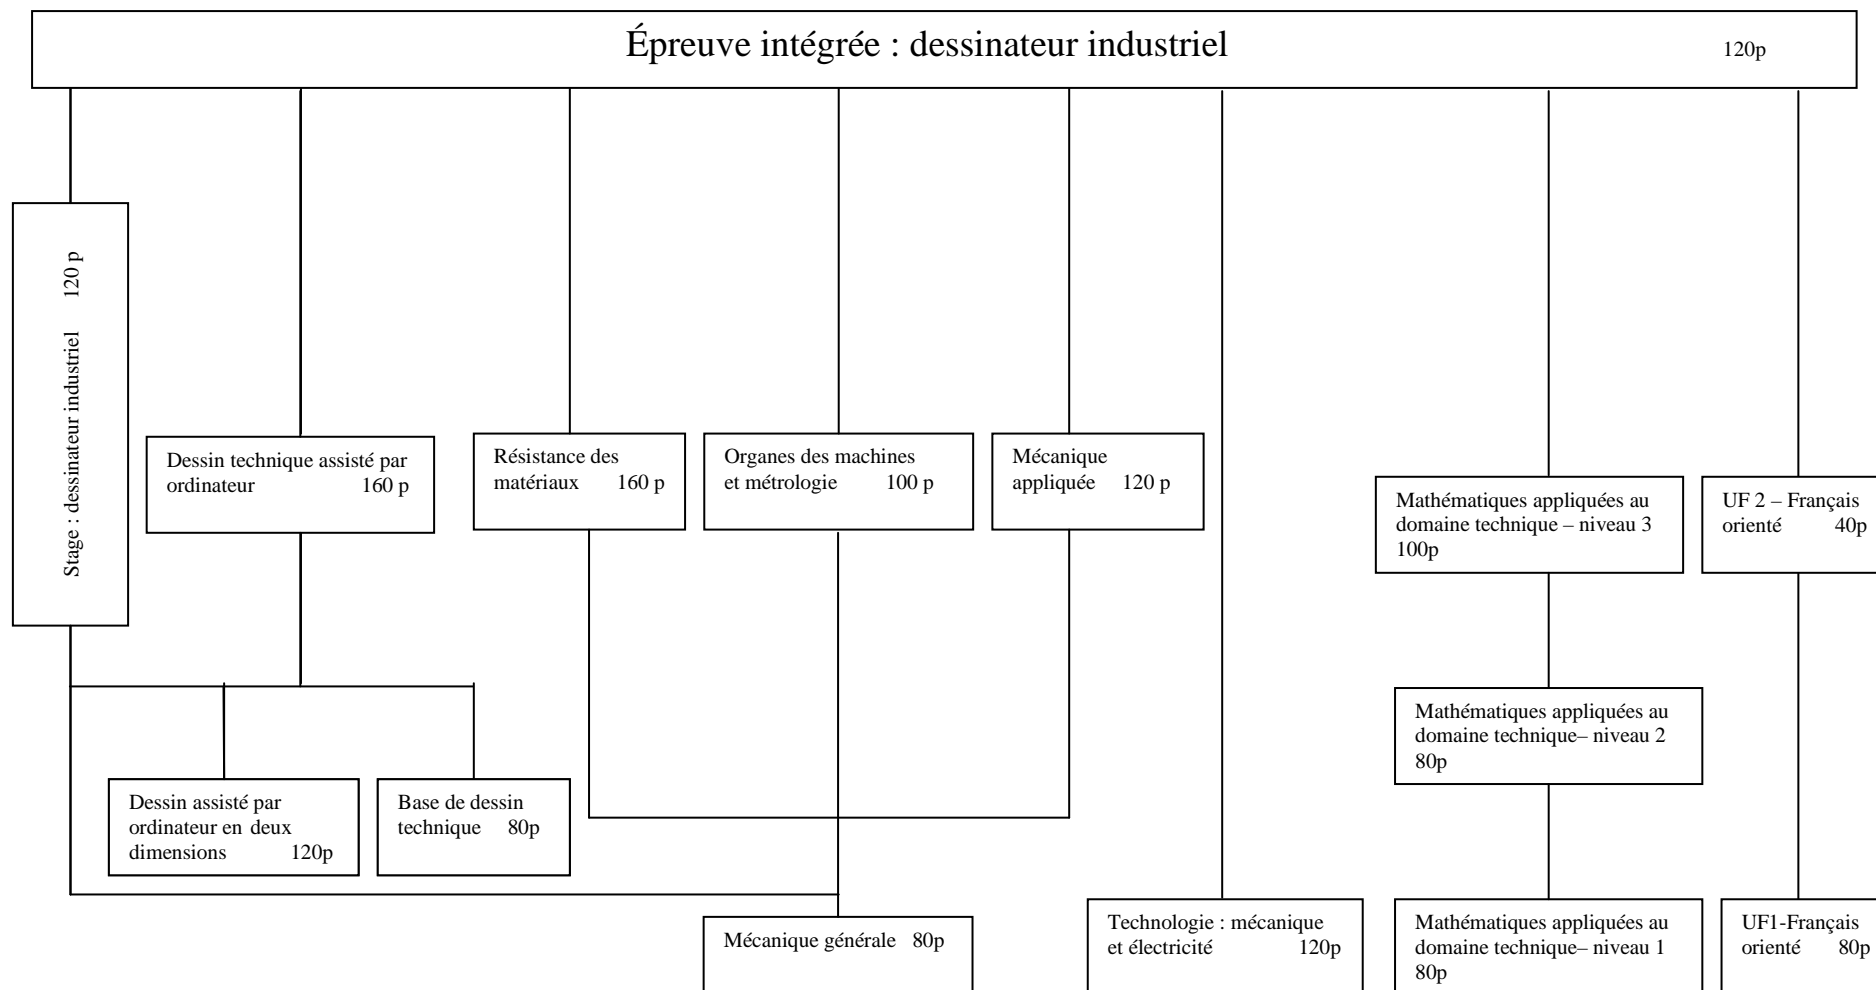 Épreuve intégrée : dessinateur industriel 120p
Stage : dessinateur industriel 120 p
Dessin technique assisté par
ordinateur 160 p
Résistance des
matériaux 160 p
Organes des machines
et métrologie 100 p
Mécanique
appliquée 120 p
Mathématiques appliquées au
domaine technique – niveau 3
100p
UF 2 – Français
orienté 40p
Mathématiques appliquées au
domaine technique– niveau 2
80p
Dessin assisté par
ordinateur en deux
dimensions 120p
Base de dessin
technique 80p
Mécanique générale 80p
Technologie : mécanique
et électricité 120p
Mathématiques appliquées au
domaine technique– niveau 1
80p
UF1-Français
orienté 80p